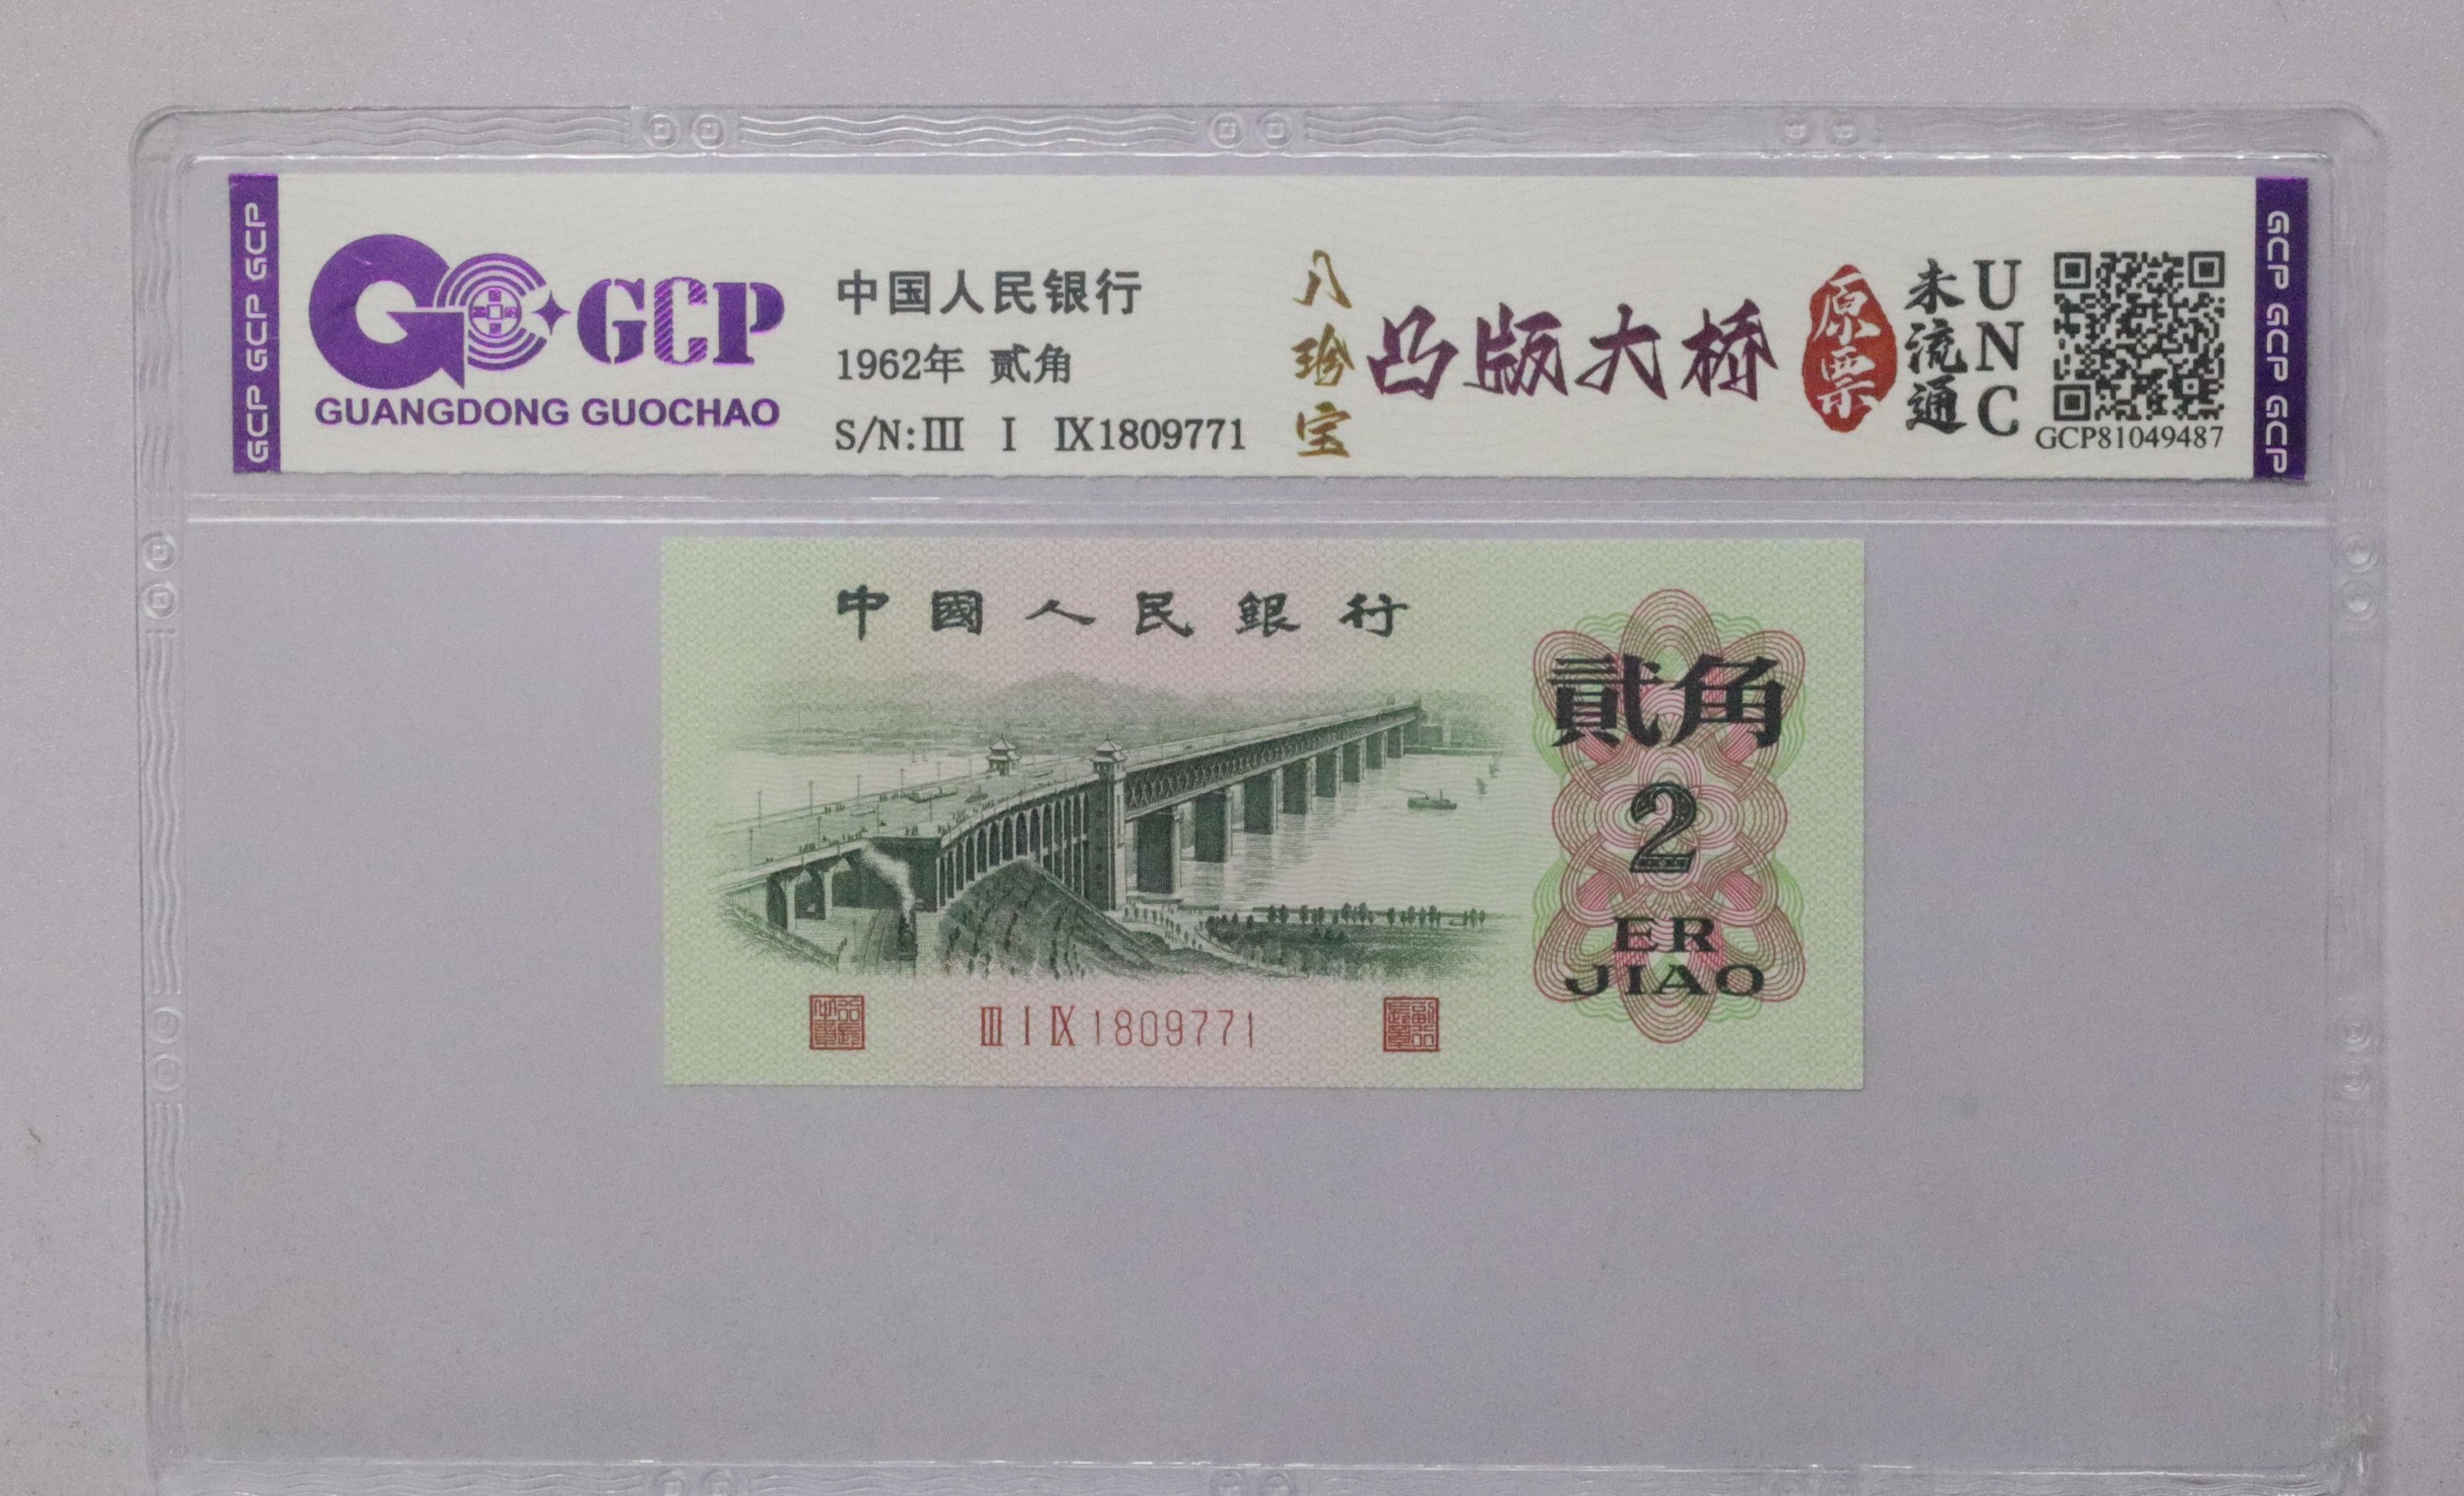 GCP GCP GCP
GCP
GUANGDONG GUOCHAO
中国人民银行
1962年 贰角
S/N:Ⅲ Ⅰ Ⅸ1809771
八珍宝
凸版大桥
原票
未流通
UNC
GCP81049487
GCP GCP GCP
中國人民銀行
貳角
2
ER
JIAO
Ⅲ Ⅰ Ⅸ 1809771